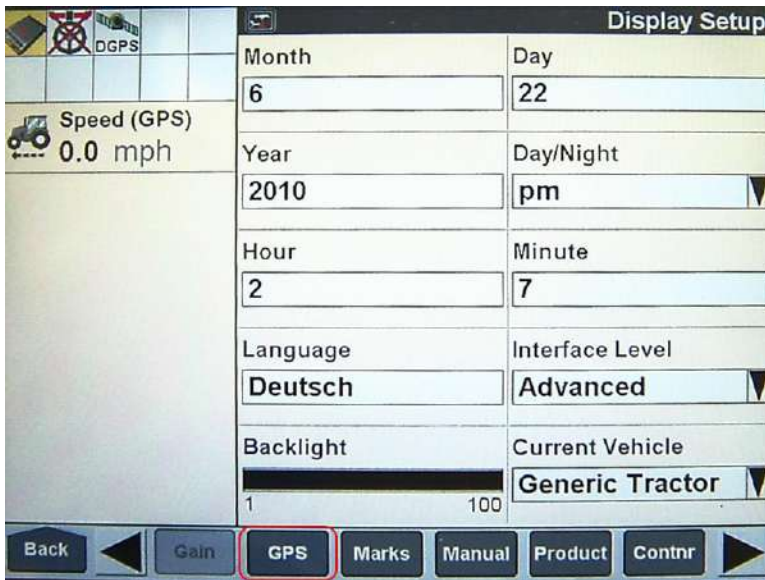 Display Setup
DGPS
Speed (GPS)
0.0 mph
Month
Day
6
22
Year
Day/Night
2010
pm
Hour
Minute
2
7
Language
Interface Level
Deutsch
Advanced
Backlight
Current Vehicle
1 100
Generic Tractor
Back
Gain
GPS
Marks
Manual
Product
Contnr